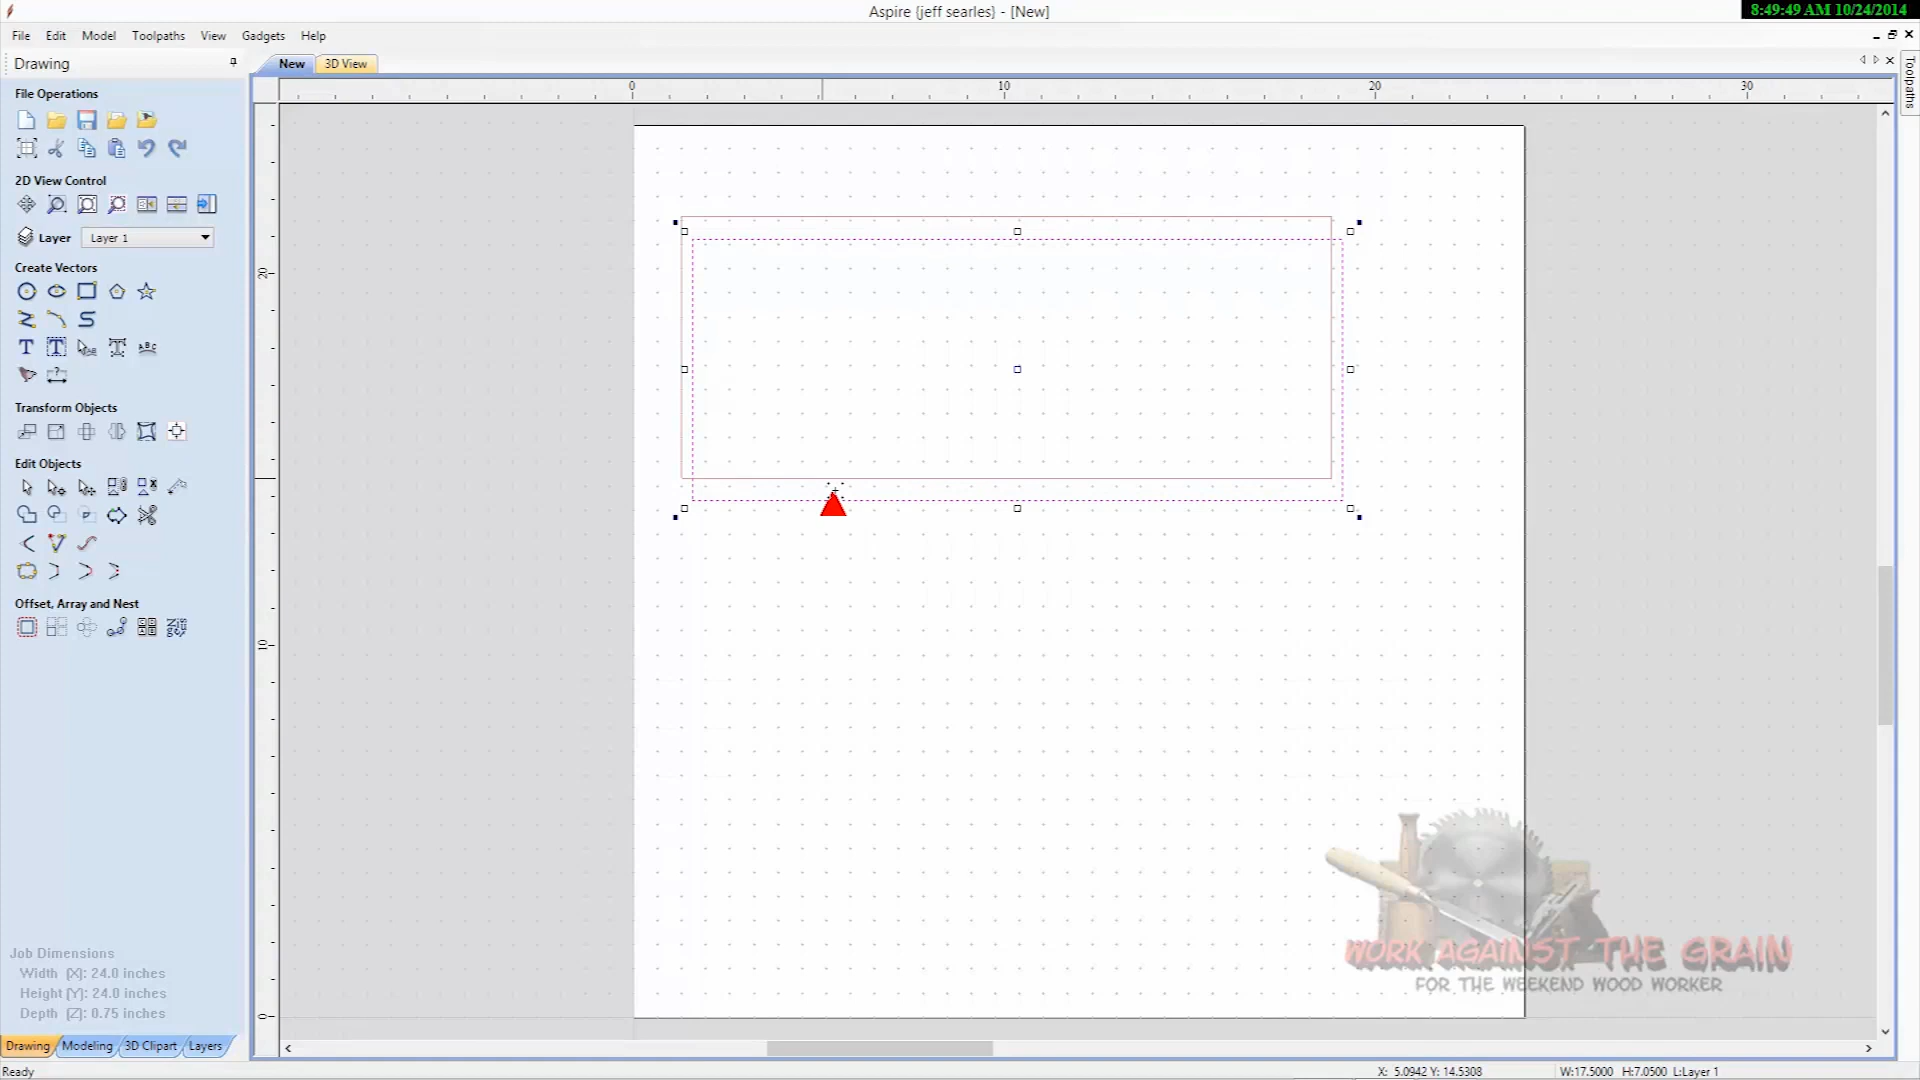 Aspire {jeff searles} - [New]
8:49:49 AM 10/24/2014
File Edit Model Toolpaths View Gadgets Help
Drawing
New 3D View
Toolpaths
0 10 20 30
File Operations
2D View Control
Layer Layer 1
Create Vectors
Transform Objects
Edit Objects
Offset, Array and Nest
20
10
0
WORK AGAINST THE GRAIN
FOR THE WEEKEND WOOD WORKER
Job Dimensions
Width (X): 24.0 inches
Height (Y): 24.0 inches
Depth (Z): 0.75 inches
Drawing Modeling 3D Clipart Layers
Ready
X: 5.0942 Y: 14.5308
W:17.5000 H:7.0500 L:Layer 1